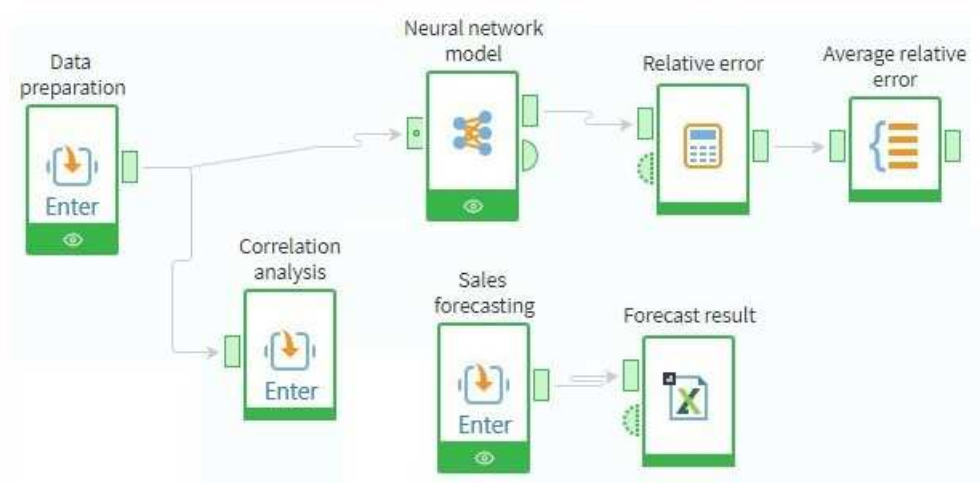 Data
preparation
Enter
Neural network
model
Relative error
Average relative
error
Correlation
analysis
Enter
Sales
forecasting
Enter
Forecast result